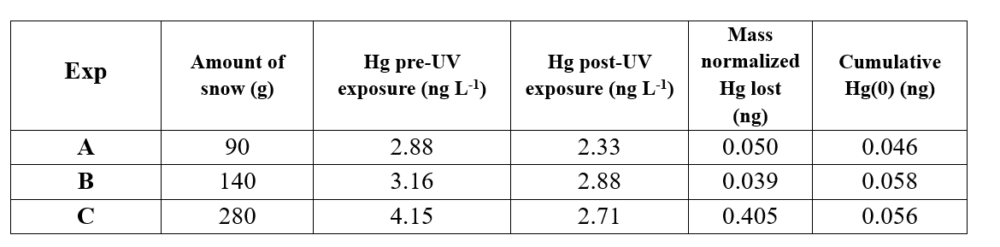 Exp
Amount of
snow (g)
Hg pre-UV
exposure (ng L⁻¹)
Hg post-UV
exposure (ng L⁻¹)
Mass
normalized
Hg lost
(ng)
Cumulative
Hg(0) (ng)
A 90 2.88 2.33 0.050 0.046
B 140 3.16 2.88 0.039 0.058
C 280 4.15 2.71 0.405 0.056